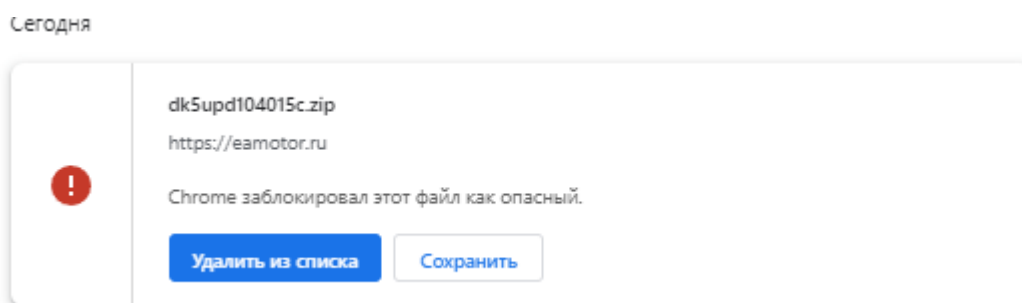 Сегодня
dk5upd104015c.zip
https://eamotor.ru
Chrome заблокировал этот файл как опасный.
Удалить из списка
Сохранить